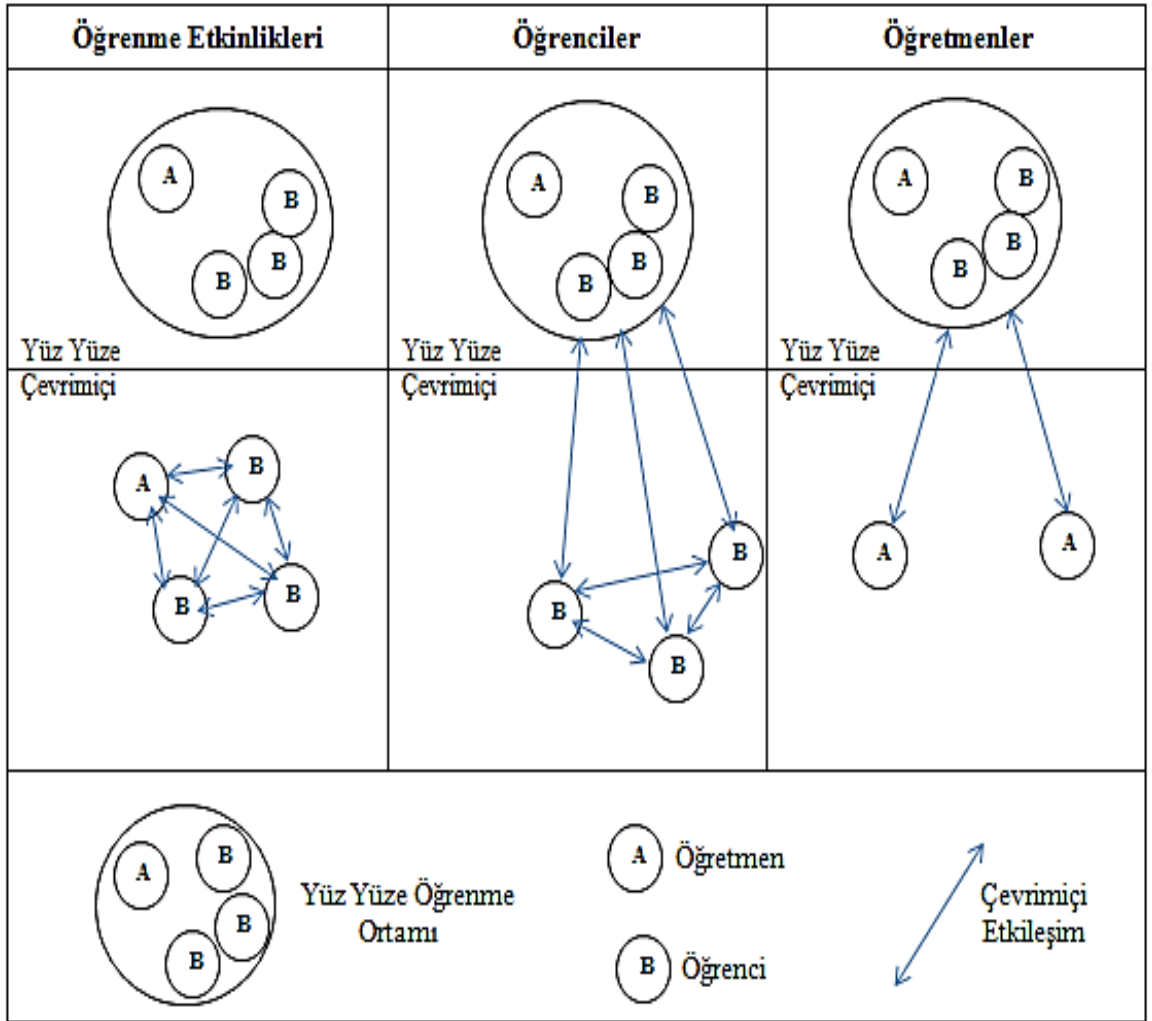 Öğrenme Etkinlikleri
Öğrenciler
Öğretmenler
A
B
B
B
Yüz Yüze
A
B
B
B
Yüz Yüze
A
B
B
B
Yüz Yüze
Çevrimiçi
A
B
B
B
Çevrimiçi
B
B
B
Çevrimiçi
A
A
A
B
B
B
Yüz Yüze Öğrenme
Ortamı
A Öğretmen
B Öğrenci
Çevrimiçi
Etkileşim